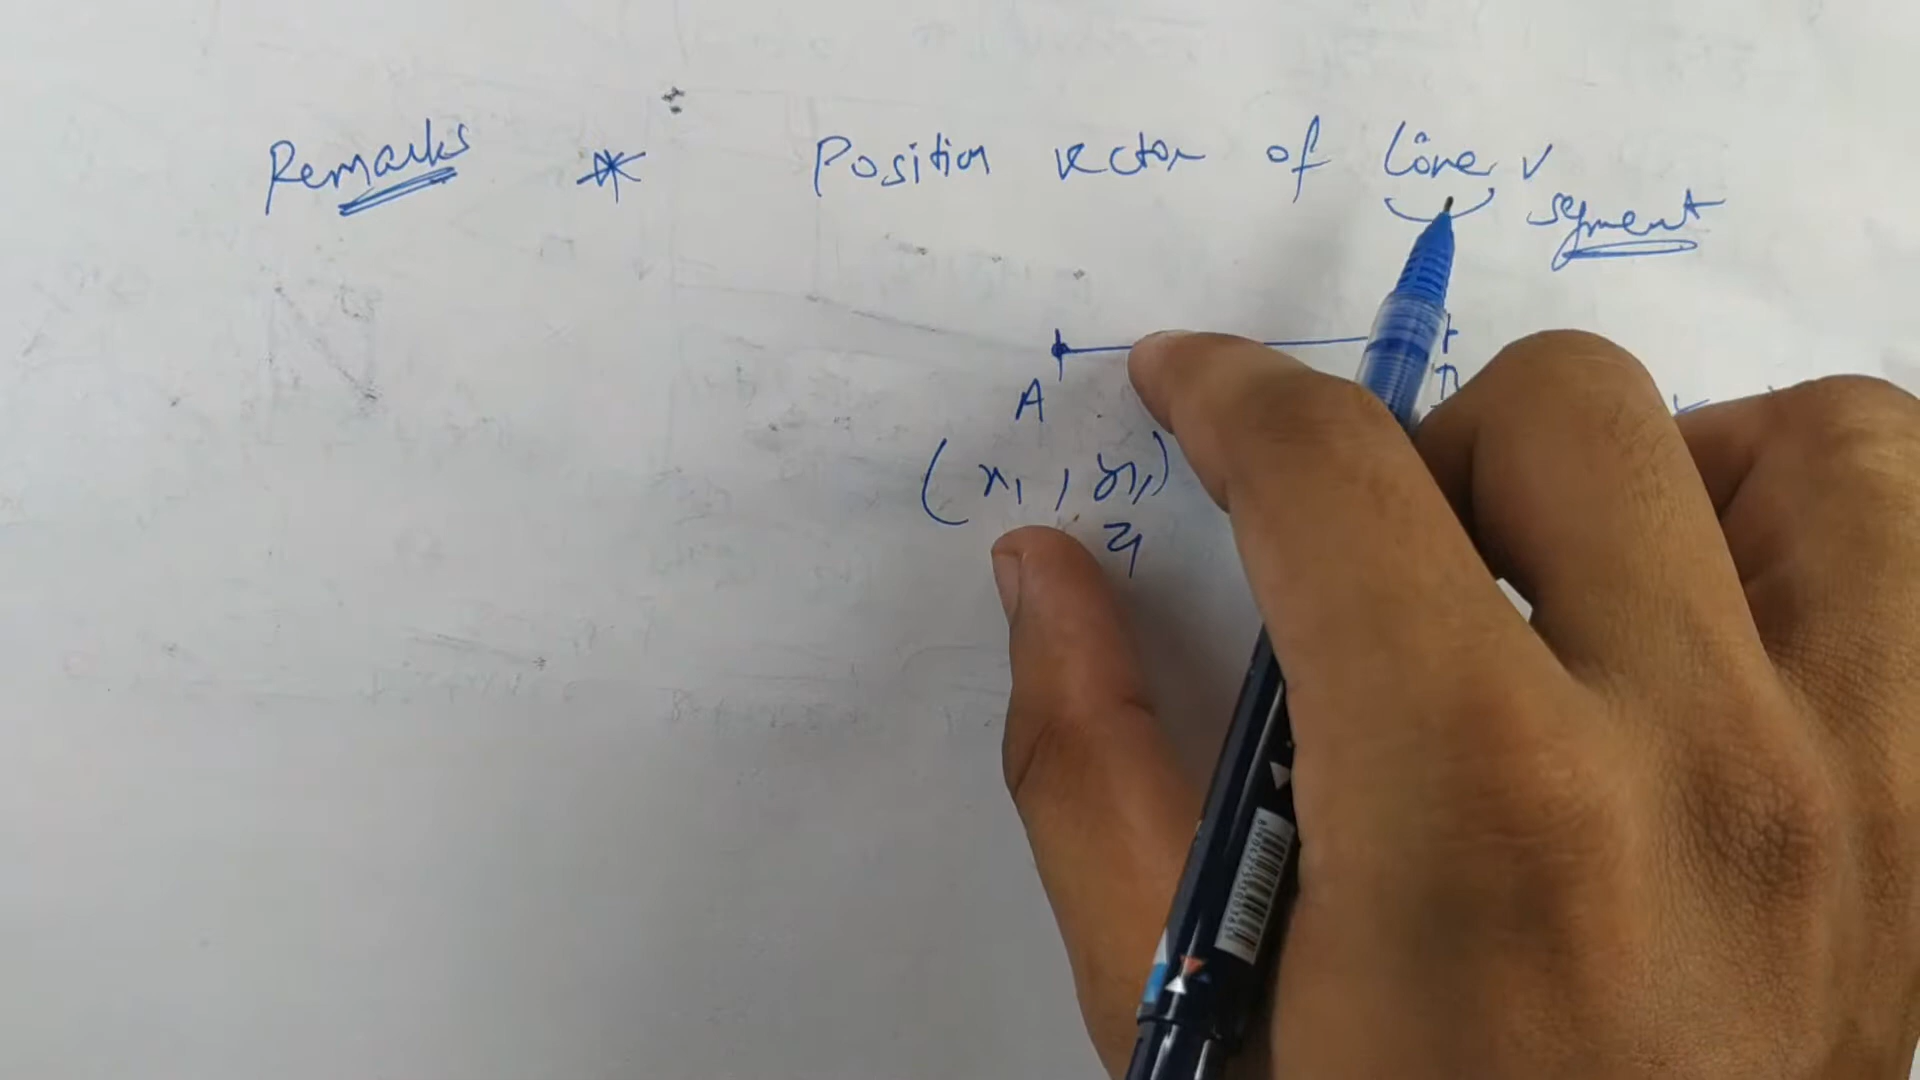 Remarks * Position vector of line
segment
A B
(x₁, y₁,
z₁